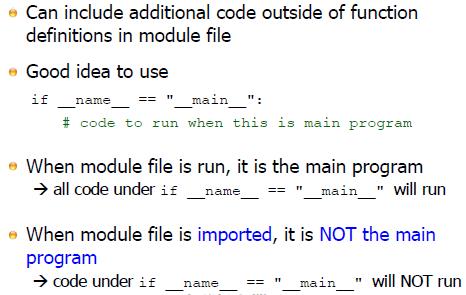 Can include additional code outside of function
definitions in module file
Good idea to use
if __name__ == "__main__":
# code to run when this is main program
When module file is run, it is the main program
→ all code under if __name__ == "__main__" will run
When module file is imported, it is NOT the main
program
→ code under if __name__ == "__main__" will NOT run